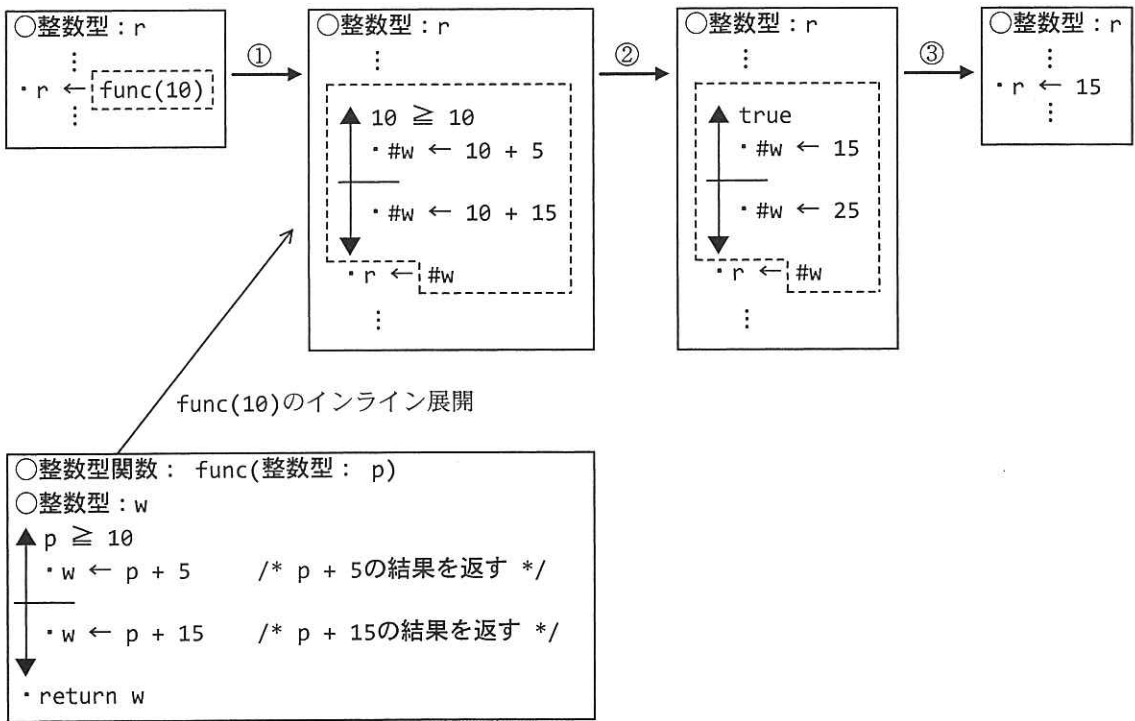 ○整数型：r
⋮
・r ← func(10)
⋮
①
○整数型：r
⋮
10 ≧ 10
・#w ← 10 + 5
・#w ← 10 + 15
・r ← #w
⋮
②
○整数型：r
⋮
true
・#w ← 15
・#w ← 25
・r ← #w
⋮
③
○整数型：r
⋮
・r ← 15
⋮
func(10)のインライン展開
○整数型関数： func(整数型： p)
○整数型：w
p ≧ 10
・w ← p + 5 /* p + 5の結果を返す */
・w ← p + 15 /* p + 15の結果を返す */
・return w